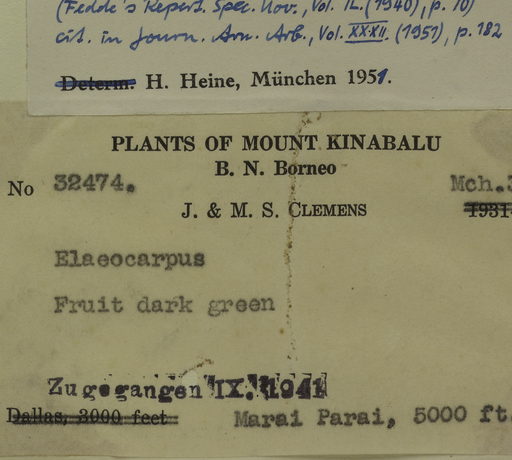 (Fedde's Repert. Spec. Nov., Vol. IL. (1940), p. 10)
cit. in Journ. Arn. Arb., Vol. XXXII. (1951), p. 182
Determ. H. Heine, München 1951.
PLANTS OF MOUNT KINABALU
B. N. Borneo
No 32474. Mch.3
J. & M. S. CLEMENS 1931
Elaeocarpus
Fruit dark green
Zugegangen IX. 1941
Dallas, 3000 feet Marai Parai, 5000 ft.